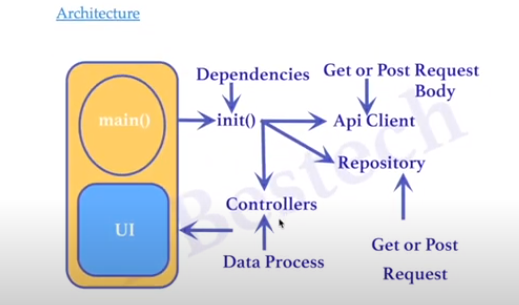 Architecture
Dependencies
Get or Post Request
Body
main()
init()
Api Client
Repository
Controllers
UI
Data Process
Get or Post
Request
Bestech